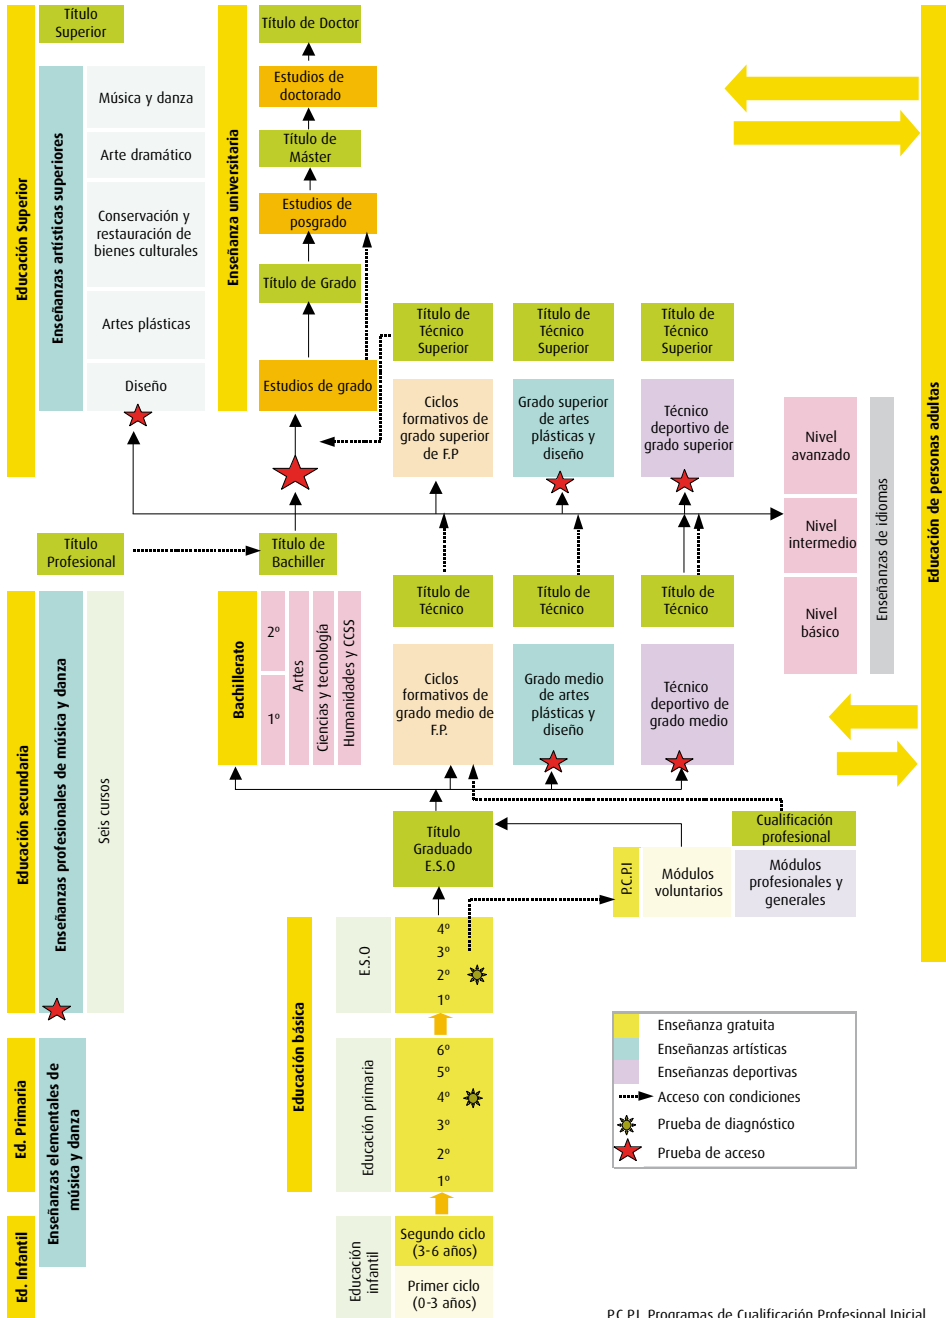 Título
Superior
Título de Doctor
Educación Superior
Enseñanzas artísticas superiores
Música y danza
Arte dramático
Conservación y
restauración de
bienes culturales
Artes plásticas
Diseño
Enseñanza universitaria
Estudios de
doctorado
Título de
Máster
Estudios de
posgrado
Título de Grado
Estudios de grado
Título de
Técnico
Superior
Título de
Técnico
Superior
Título de
Técnico
Superior
Ciclos
formativos de
grado superior
de F.P
Grado superior
de artes
plásticas y
diseño
Técnico
deportivo de
grado superior
Nivel
avanzado
Nivel
intermedio
Nivel
básico
Enseñanzas de idiomas
Educación de personas adultas
Título
Profesional
Título de
Bachiller
Título de
Técnico
Título de
Técnico
Título de
Técnico
Educación secundaria
Enseñanzas profesionales de música y danza
Seis cursos
Bachillerato
2º
1º
Artes
Ciencias y tecnología
Humanidades y CCSS
Ciclos
formativos de
grado medio de
F.P.
Grado medio
de artes
plásticas y
diseño
Técnico
deportivo de
grado medio
Título
Graduado
E.S.O
P.C.P.I
Módulos
voluntarios
Cualificación
profesional
Módulos
profesionales y
generales
Educación básica
E.S.O
4º
3º
2º
1º
Educación primaria
6º
5º
4º
3º
2º
1º
Ed. Primaria
Enseñanzas elementales de
música y danza
Ed. Infantil
Educación
infantil
Segundo ciclo
(3-6 años)
Primer ciclo
(0-3 años)
Enseñanza gratuita
Enseñanzas artísticas
Enseñanzas deportivas
Acceso con condiciones
Prueba de diagnóstico
Prueba de acceso
P.C.P.I. Programas de Cualificación Profesional Inicial